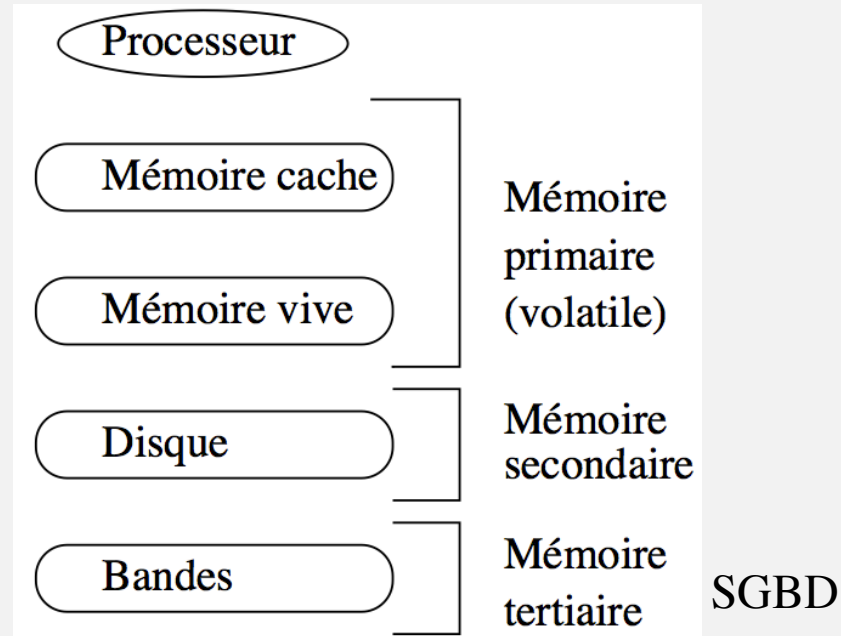 Processeur
Mémoire cache
Mémoire vive
Mémoire
primaire
(volatile)
Disque
Mémoire
secondaire
Bandes
Mémoire
tertiaire
SGBD